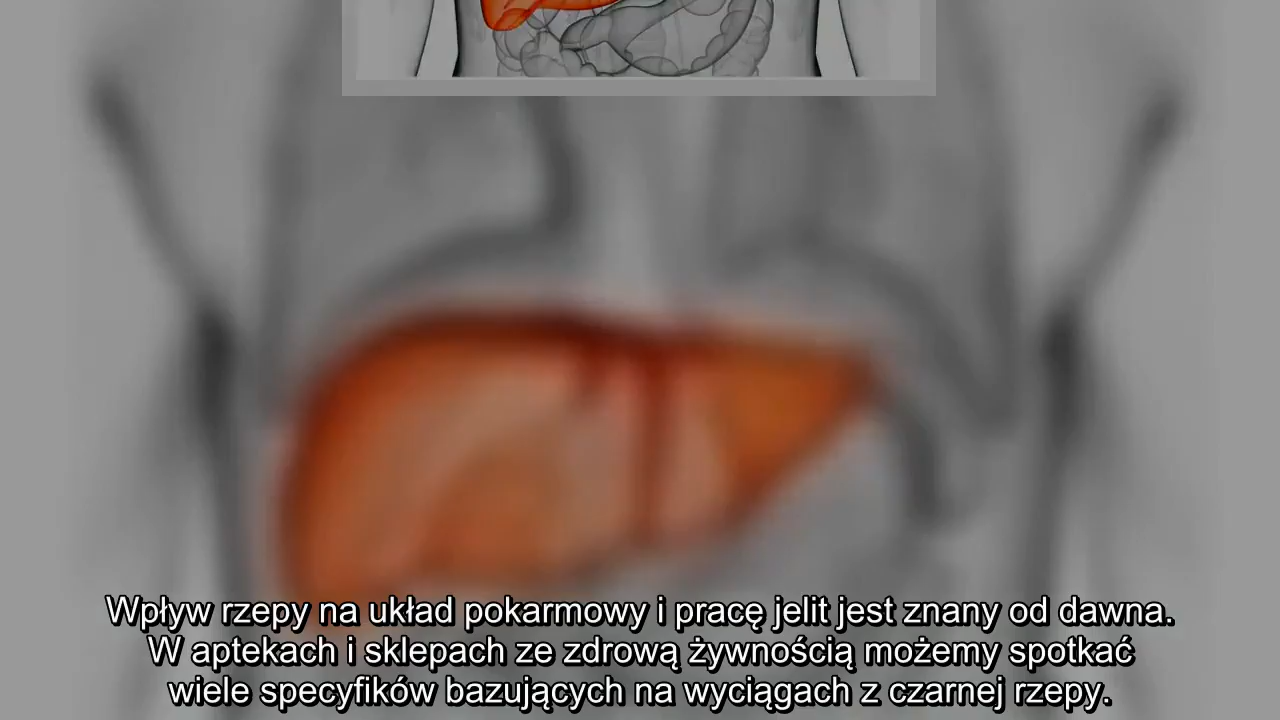 Wpływ rzepy na układ pokarmowy i pracę jelit jest znany od dawna.
W aptekach i sklepach ze zdrową żywnością możemy spotkać
wiele specyfików bazujących na wyciągach z czarnej rzepy.